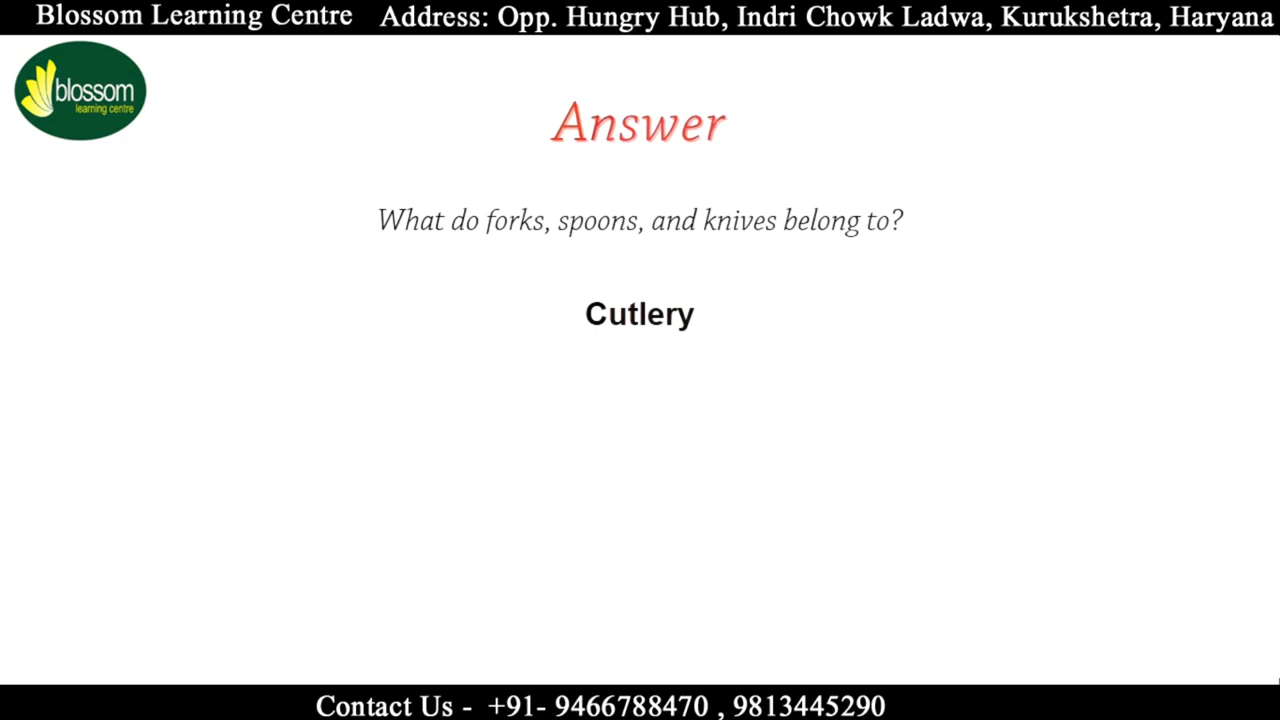 Blossom Learning Centre Address: Opp. Hungry Hub, Indri Chowk Ladwa, Kurukshetra, Haryana
blossom
learning centre
Answer
What do forks, spoons, and knives belong to?
Cutlery
Contact Us - +91- 9466788470 , 9813445290